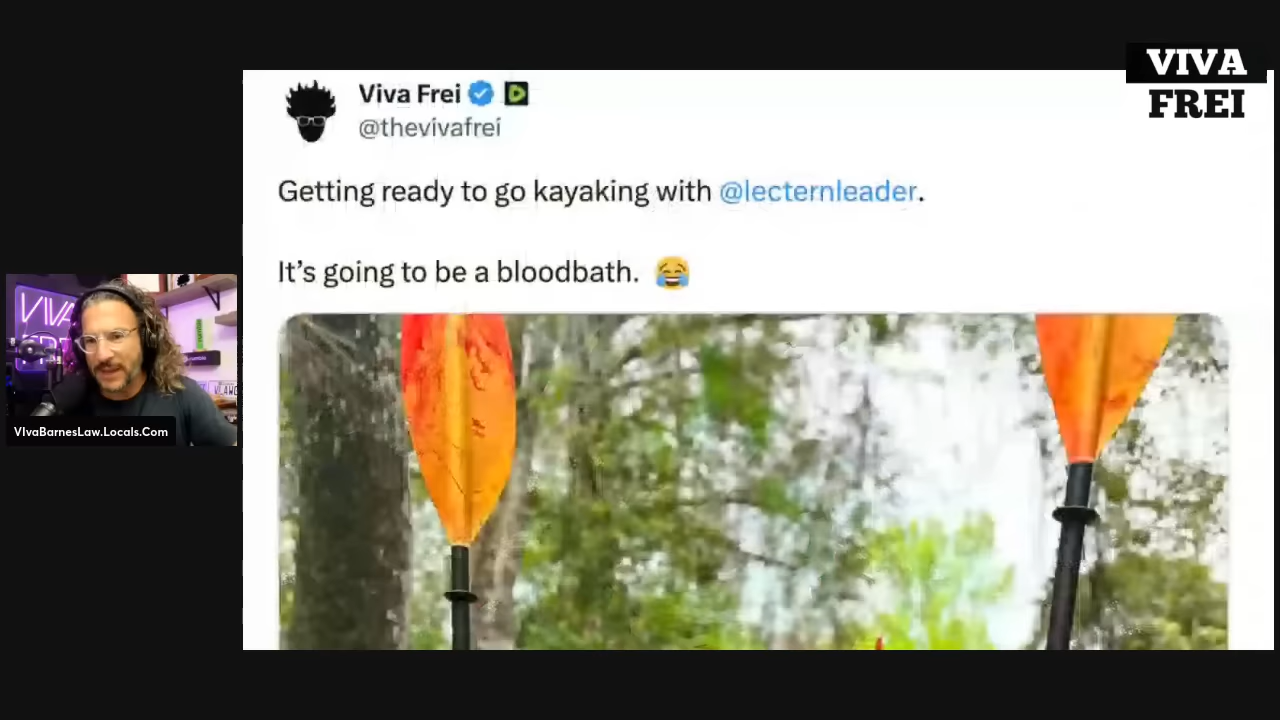 VIVA
FREI
Viva Frei
@thevivafrei
Getting ready to go kayaking with @lecternleader.
It's going to be a bloodbath. 😂
VIVA
VIvaBarnesLaw.Locals.Com